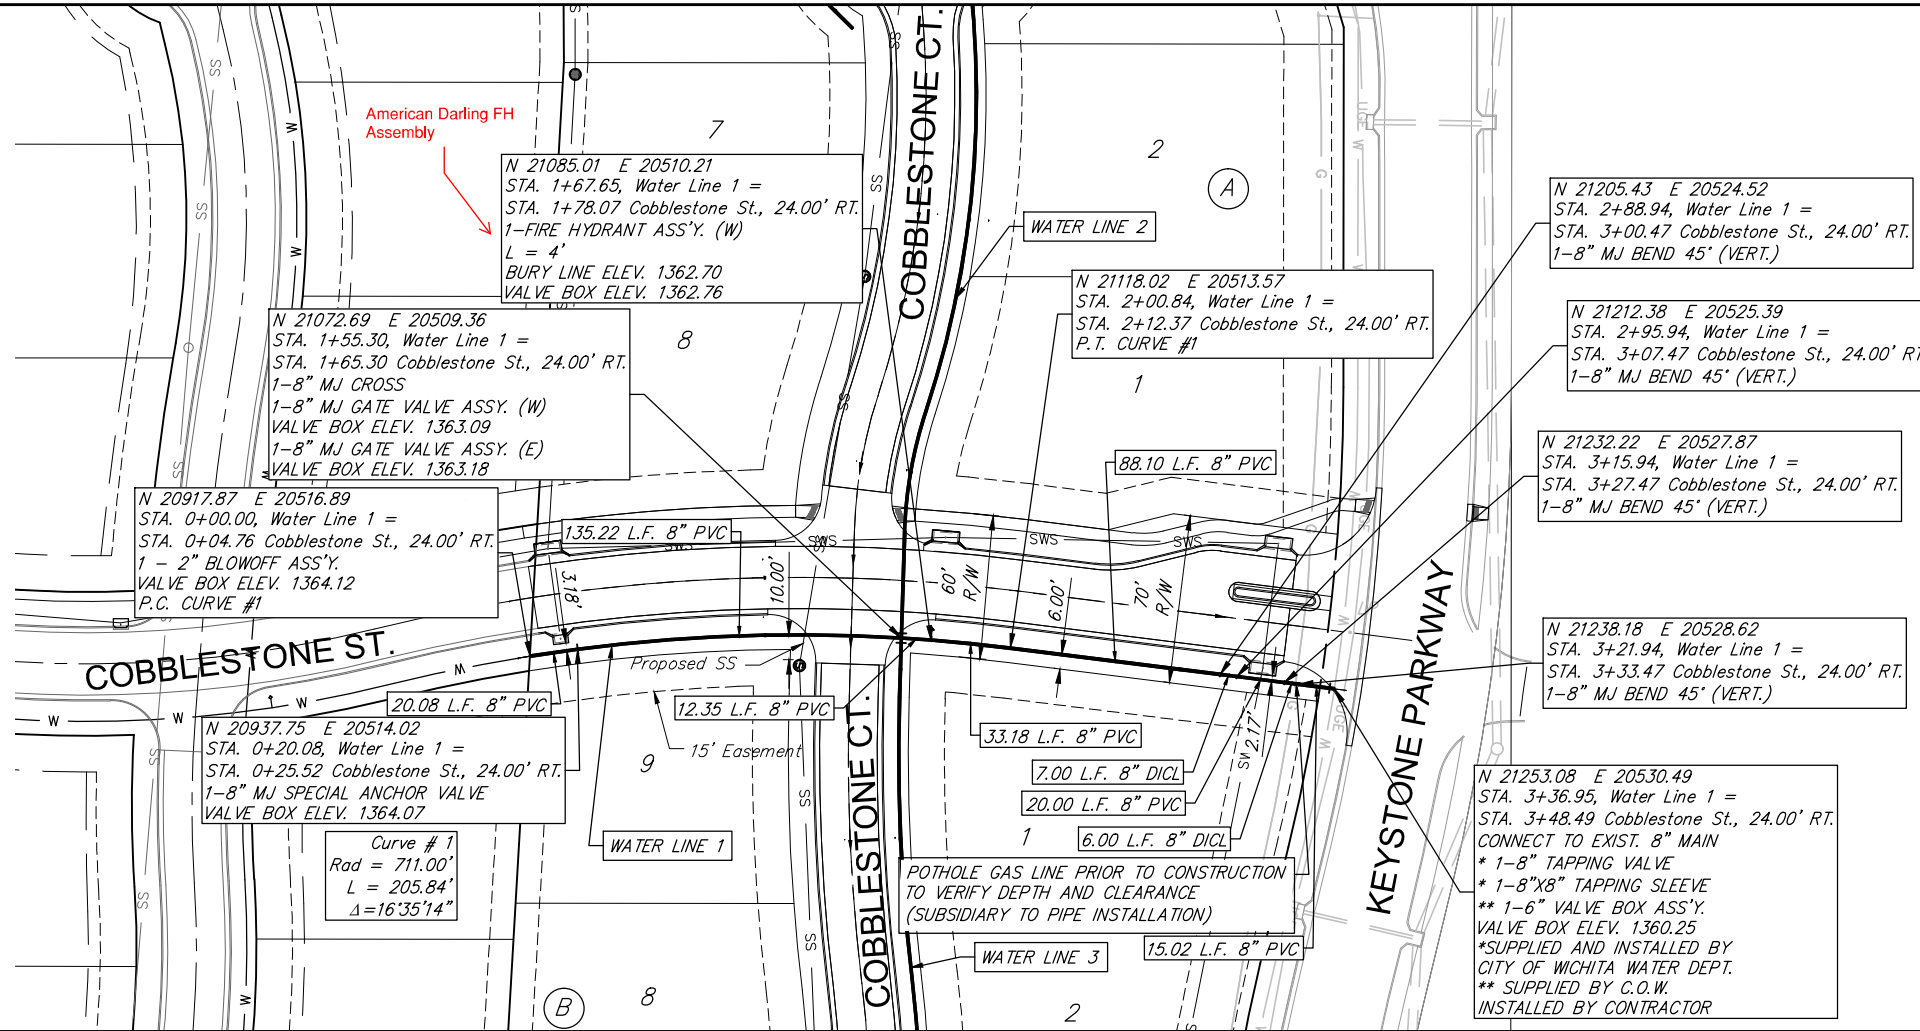 COBBLESTONE CT.
American Darling FH
Assembly
7
2
A
N 21085.01 E 20510.21
STA. 1+67.65, Water Line 1 =
STA. 1+78.07 Cobblestone St., 24.00' RT.
1-FIRE HYDRANT ASS'Y. (W)
L = 4'
BURY LINE ELEV. 1362.70
VALVE BOX ELEV. 1362.76
WATER LINE 2
N 21205.43 E 20524.52
STA. 2+88.94, Water Line 1 =
STA. 3+00.47 Cobblestone St., 24.00' RT.
1-8" MJ BEND 45° (VERT.)
N 21118.02 E 20513.57
STA. 2+00.84, Water Line 1 =
STA. 2+12.37 Cobblestone St., 24.00' RT.
P.T. CURVE #1
N 21072.69 E 20509.36
STA. 1+55.30, Water Line 1 =
STA. 1+65.30 Cobblestone St., 24.00' RT.
1-8" MJ CROSS
1-8" MJ GATE VALVE ASSY. (W)
VALVE BOX ELEV. 1363.09
1-8" MJ GATE VALVE ASSY. (E)
VALVE BOX ELEV. 1363.18
8
1
N 21212.38 E 20525.39
STA. 2+95.94, Water Line 1 =
STA. 3+07.47 Cobblestone St., 24.00' RT
1-8" MJ BEND 45° (VERT.)
88.10 L.F. 8" PVC
N 21232.22 E 20527.87
STA. 3+15.94, Water Line 1 =
STA. 3+27.47 Cobblestone St., 24.00' RT.
1-8" MJ BEND 45° (VERT.)
N 20917.87 E 20516.89
STA. 0+00.00, Water Line 1 =
STA. 0+04.76 Cobblestone St., 24.00' RT.
1 - 2" BLOWOFF ASS'Y.
VALVE BOX ELEV. 1364.12
P.C. CURVE #1
135.22 L.F. 8" PVC
SWS
SWS
SWS
SWS
3.18'
10.00'
60'
R/W
6.00'
70'
R/W
KEYSTONE PARKWAY
N 21238.18 E 20528.62
STA. 3+21.94, Water Line 1 =
STA. 3+33.47 Cobblestone St., 24.00' RT.
1-8" MJ BEND 45° (VERT.)
COBBLESTONE ST.
Proposed SS
20.08 L.F. 8" PVC
12.35 L.F. 8" PVC
N 20937.75 E 20514.02
STA. 0+20.08, Water Line 1 =
STA. 0+25.52 Cobblestone St., 24.00' RT.
1-8" MJ SPECIAL ANCHOR VALVE
VALVE BOX ELEV. 1364.07
15' Easement
9
COBBLESTONE CT.
33.18 L.F. 8" PVC
2.17'
7.00 L.F. 8" DICL
20.00 L.F. 8" PVC
6.00 L.F. 8" DICL
N 21253.08 E 20530.49
STA. 3+36.95, Water Line 1 =
STA. 3+48.49 Cobblestone St., 24.00' RT.
CONNECT TO EXIST. 8" MAIN
* 1-8" TAPPING VALVE
* 1-8"X8" TAPPING SLEEVE
** 1-6" VALVE BOX ASS'Y.
VALVE BOX ELEV. 1360.25
*SUPPLIED AND INSTALLED BY
CITY OF WICHITA WATER DEPT.
** SUPPLIED BY C.O.W.
INSTALLED BY CONTRACTOR
Curve # 1
Rad = 711.00'
L = 205.84'
Δ=16°35'14"
WATER LINE 1
1
POTHOLE GAS LINE PRIOR TO CONSTRUCTION
TO VERIFY DEPTH AND CLEARANCE
(SUBSIDIARY TO PIPE INSTALLATION)
15.02 L.F. 8" PVC
WATER LINE 3
B
8
2